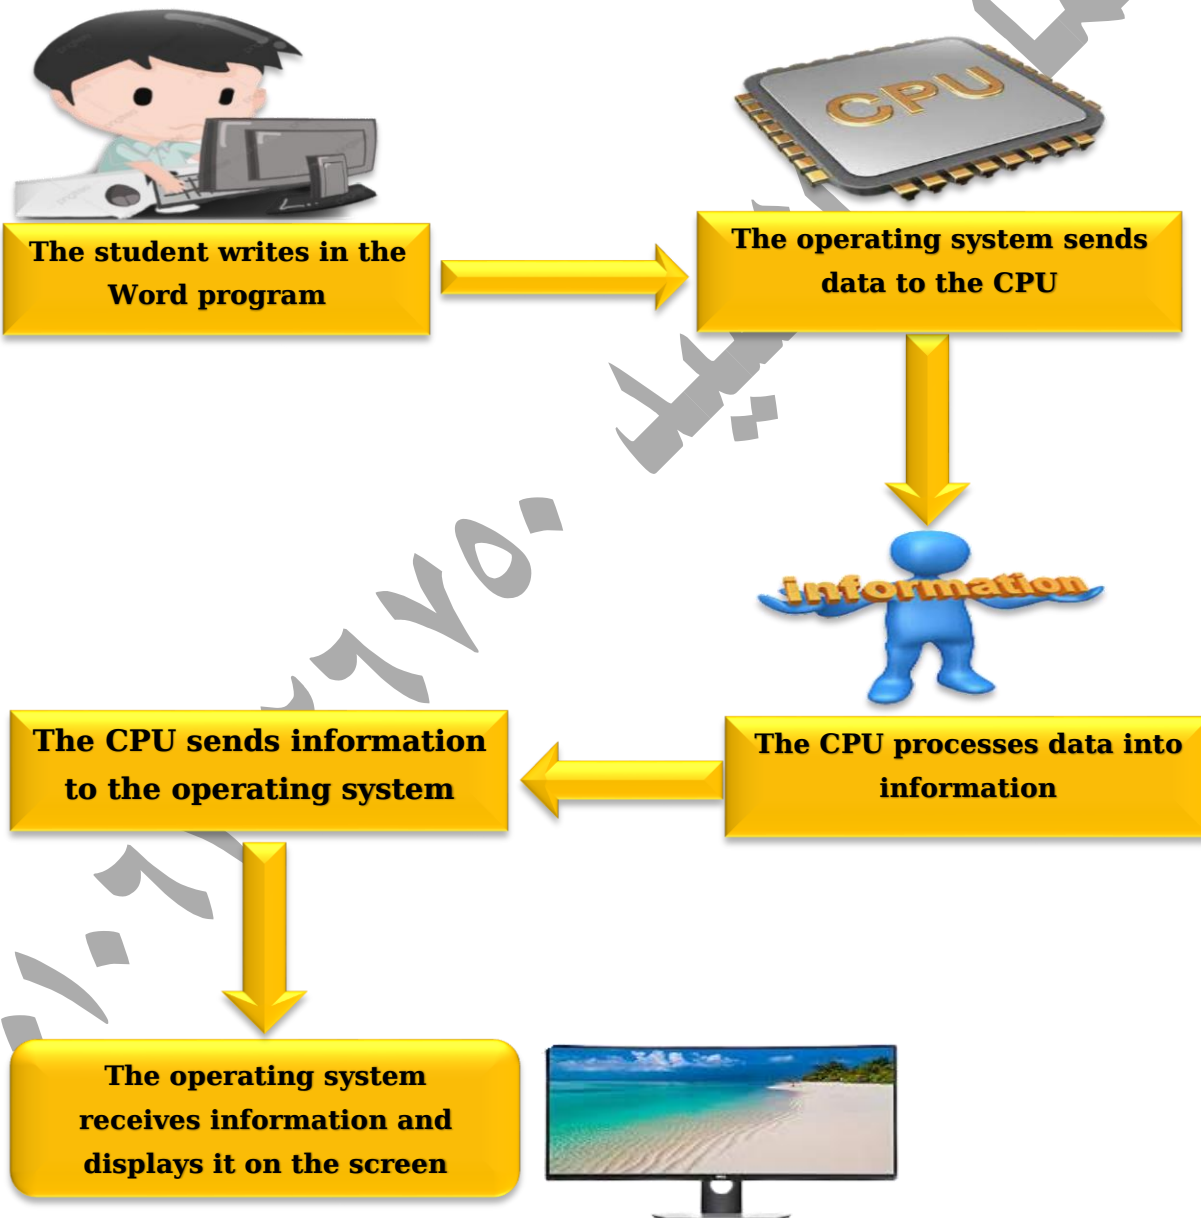 CPU
The student writes in the
Word program
The operating system sends
data to the CPU
information
The CPU processes data into
information
The CPU sends information
to the operating system
The operating system
receives information and
displays it on the screen